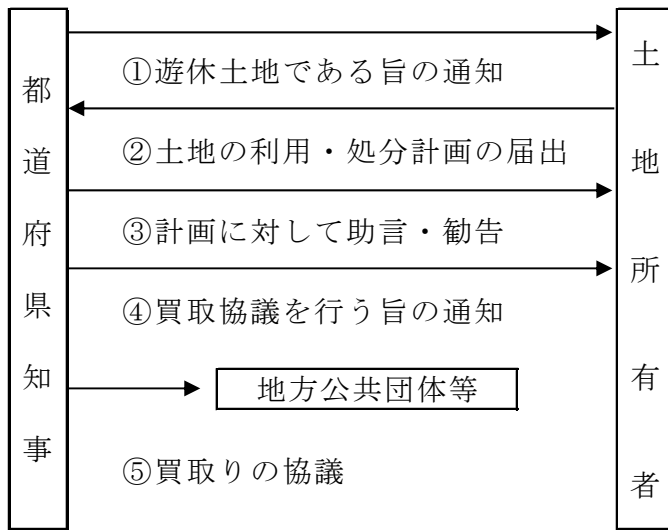 都道府県知事
①遊休土地である旨の通知
②土地の利用・処分計画の届出
③計画に対して助言・勧告
④買取協議を行う旨の通知
地方公共団体等
⑤買取りの協議
土地所有者